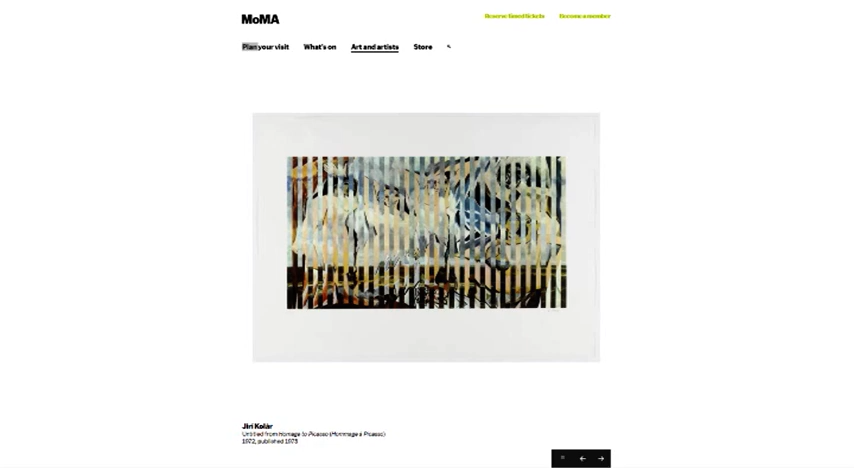 MoMA
Reserve timed tickets
Become a member
Plan your visit
What's on
Art and artists
Store
Jiří Kolář
Untitled from Homage to Picasso (Hommage à Picasso)
1972, published 1973